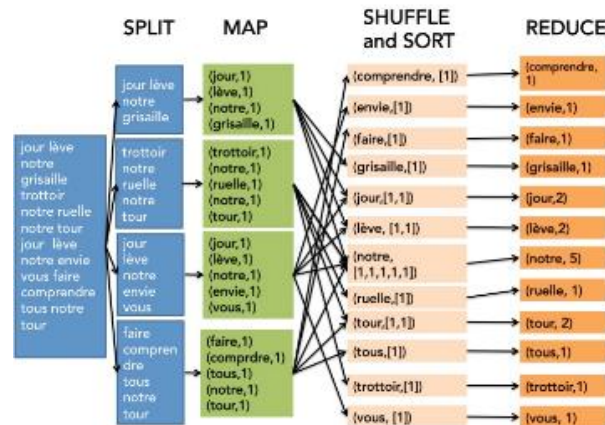 SPLIT
MAP
SHUFFLE
and SORT
REDUCE
jour lève
notre
grisaille
trottoir
notre ruelle
notre tour
jour lève
notre envie
vous faire
comprendre
tous notre
tour
jour lève
notre
grisaille
trottoir
notre
ruelle
notre
tour
jour
lève
notre
envie
vous
faire
compren
dre
tous
notre
tour
(jour,1)
(lève,1)
(notre,1)
(grisaille,1)
(trottoir,1)
(notre,1)
(ruelle,1)
(notre,1)
(tour,1)
(jour,1)
(lève,1)
(notre,1)
(envie,1)
(vous,1)
(faire,1)
(comprdre,1)
(tous,1)
(notre,1)
(tour,1)
(comprendre, [1])
(envie,[1])
(faire,[1])
(grisaille,[1])
(jour,[1,1])
(lève, [1,1])
(notre,
[1,1,1,1,1])
(ruelle,[1])
(tour,[1,1])
(tous,[1])
(trottoir,[1])
(vous, [1])
(comprendre,
1)
(envie,1)
(faire,1)
(grisaille,1)
(jour,2)
(lève,2)
(notre, 5)
(ruelle, 1)
(tour, 2)
(tous,1)
(trottoir,1)
(vous, 1)